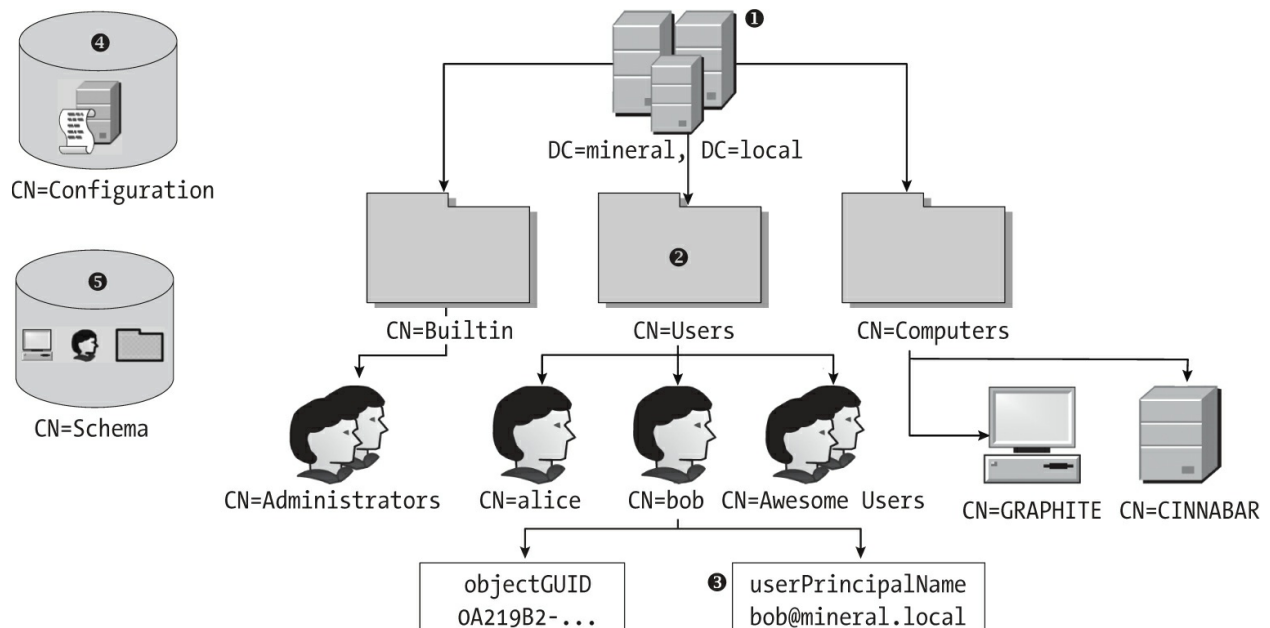 ❶
❹
DC=mineral, DC=local
CN=Configuration
❷
❺
CN=Builtin
CN=Users
CN=Computers
CN=Schema
CN=Administrators
CN=alice
CN=bob
CN=Awesome Users
CN=GRAPHITE
CN=CINNABAR
objectGUID
0A219B2-...
❸
userPrincipalName
bob@mineral.local